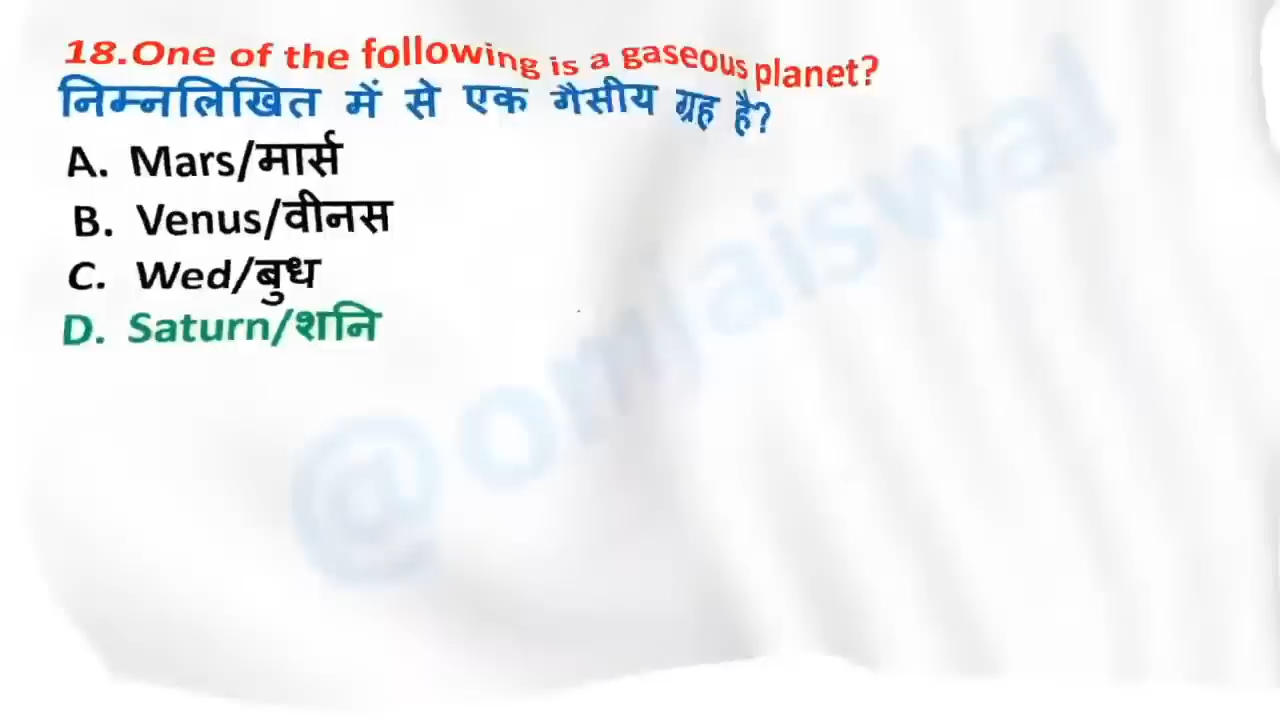 18.One of the following is a gaseous planet?
निम्नलिखित में से एक गैसीय ग्रह है?
A. Mars/मार्स
B. Venus/वीनस
C. Wed/बुध
D. Saturn/शनि
@omjaiswal